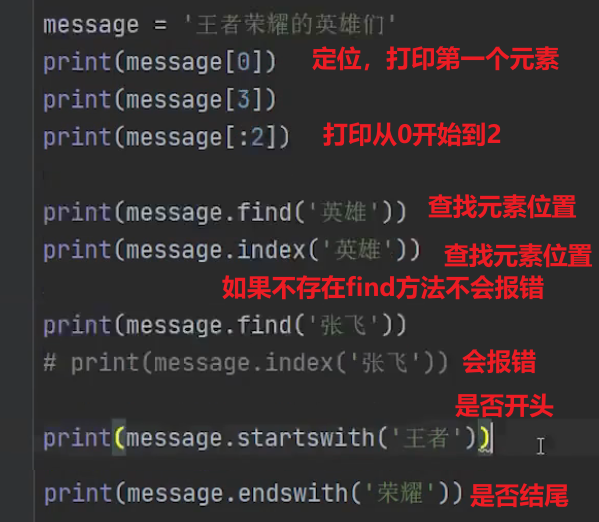 message = '王者荣耀的英雄们'
print(message[0]) 定位，打印第一个元素
print(message[3])
print(message[:2]) 打印从0开始到2
print(message.find('英雄')) 查找元素位置
print(message.index('英雄')) 查找元素位置
如果不存在find方法不会报错
print(message.find('张飞'))
# print(message.index('张飞')) 会报错
是否开头
print(message.startswith('王者'))
print(message.endswith('荣耀')) 是否结尾